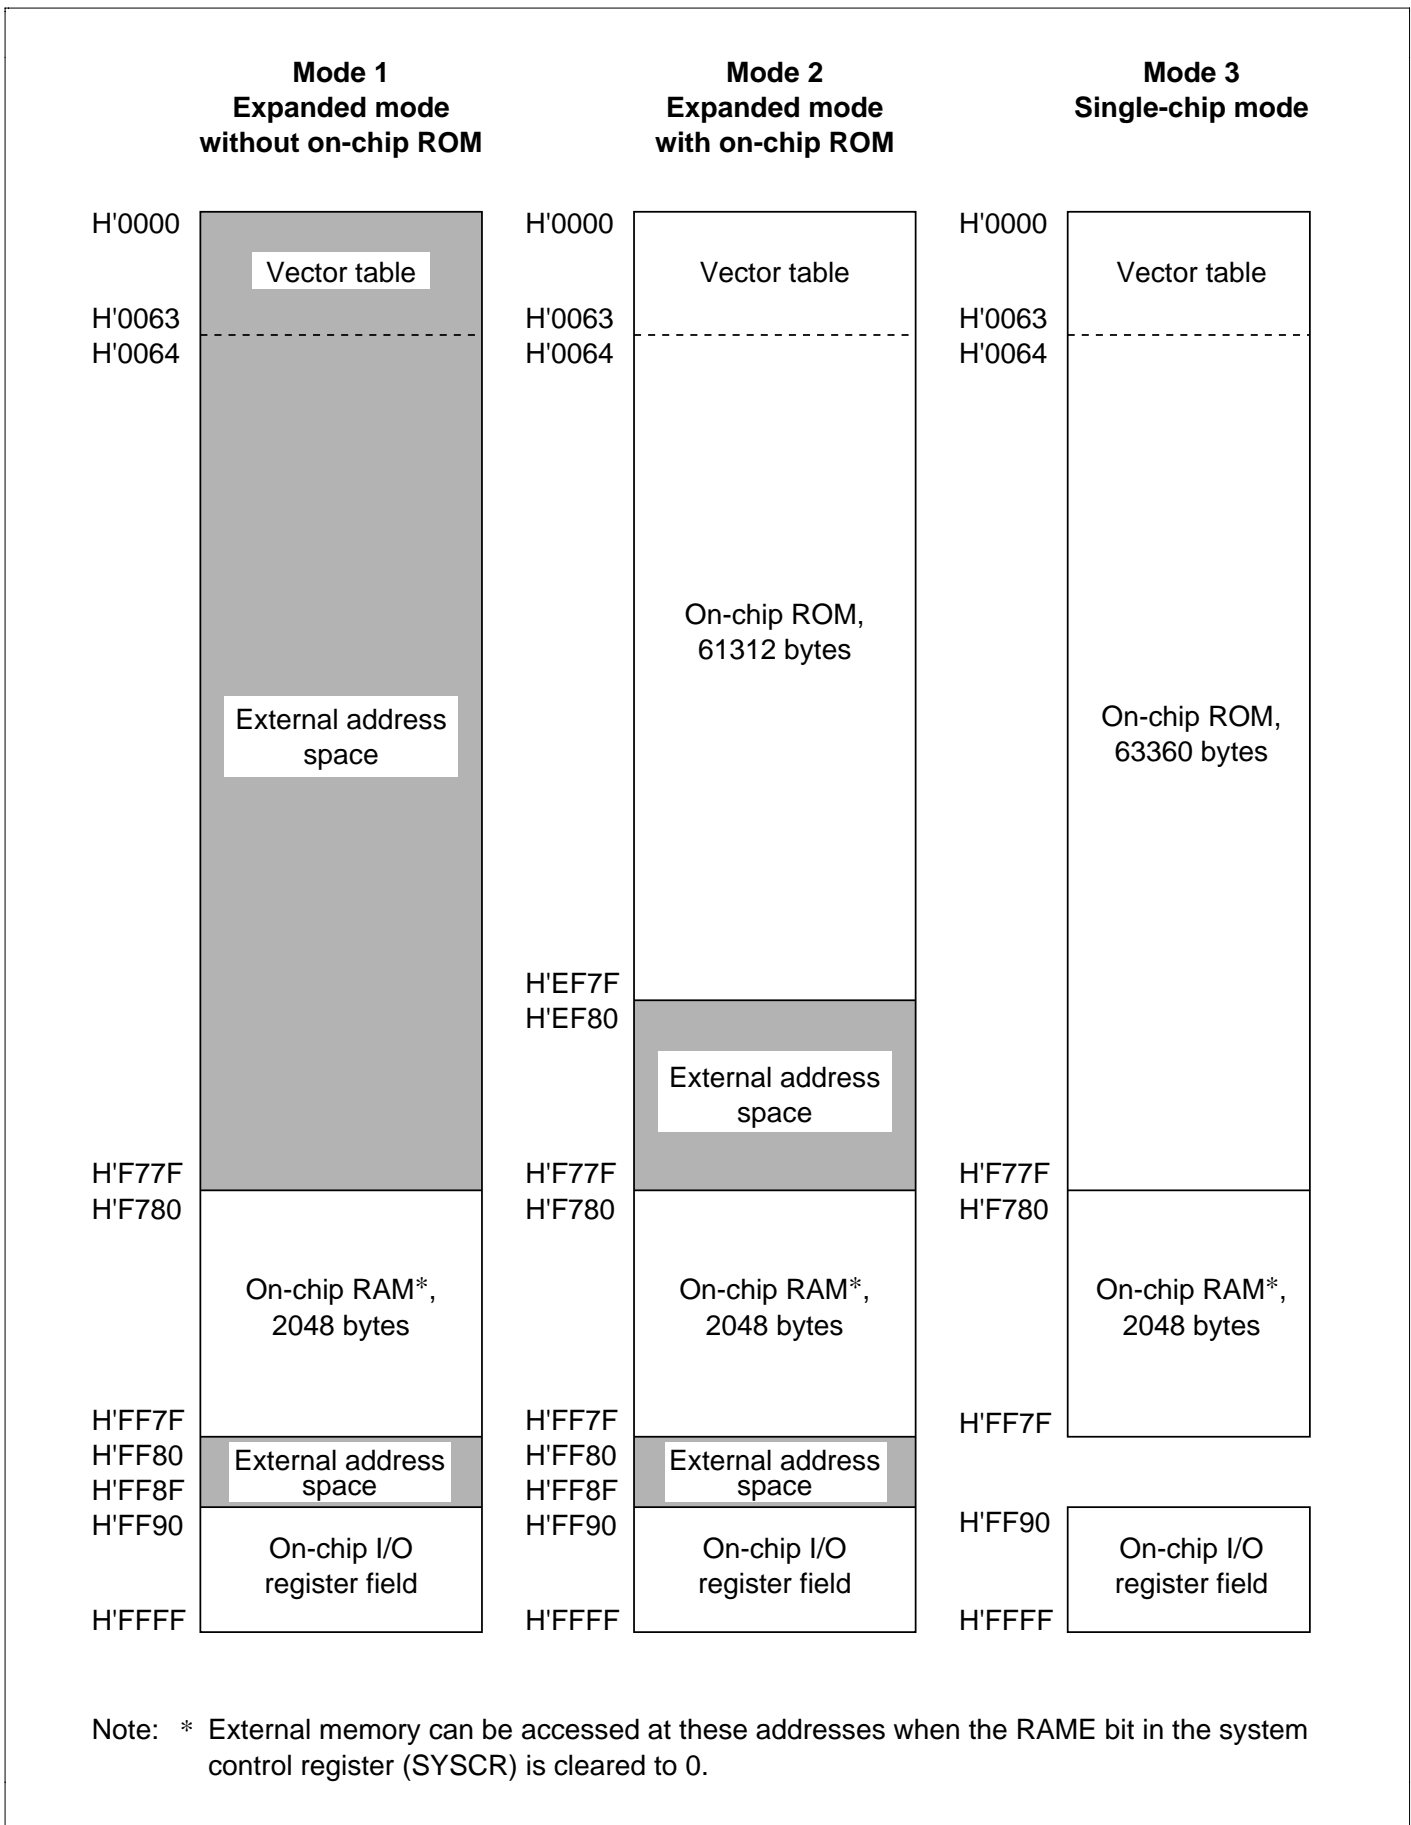 Mode 1
Expanded mode
without on-chip ROM
H'0000
Vector table
H'0063
H'0064
External address
space
H'F77F
H'F780
On-chip RAM*,
2048 bytes
H'FF7F
H'FF80
External address
space
H'FF8F
H'FF90
On-chip I/O
register field
H'FFFF
Mode 2
Expanded mode
with on-chip ROM
H'0000
Vector table
H'0063
H'0064
On-chip ROM,
61312 bytes
H'EF7F
H'EF80
External address
space
H'F77F
H'F780
On-chip RAM*,
2048 bytes
H'FF7F
H'FF80
External address
space
H'FF8F
H'FF90
On-chip I/O
register field
H'FFFF
Mode 3
Single-chip mode
H'0000
Vector table
H'0063
H'0064
On-chip ROM,
63360 bytes
H'F77F
H'F780
On-chip RAM*,
2048 bytes
H'FF7F
H'FF90
On-chip I/O
register field
H'FFFF
Note: * External memory can be accessed at these addresses when the RAME bit in the system
control register (SYSCR) is cleared to 0.